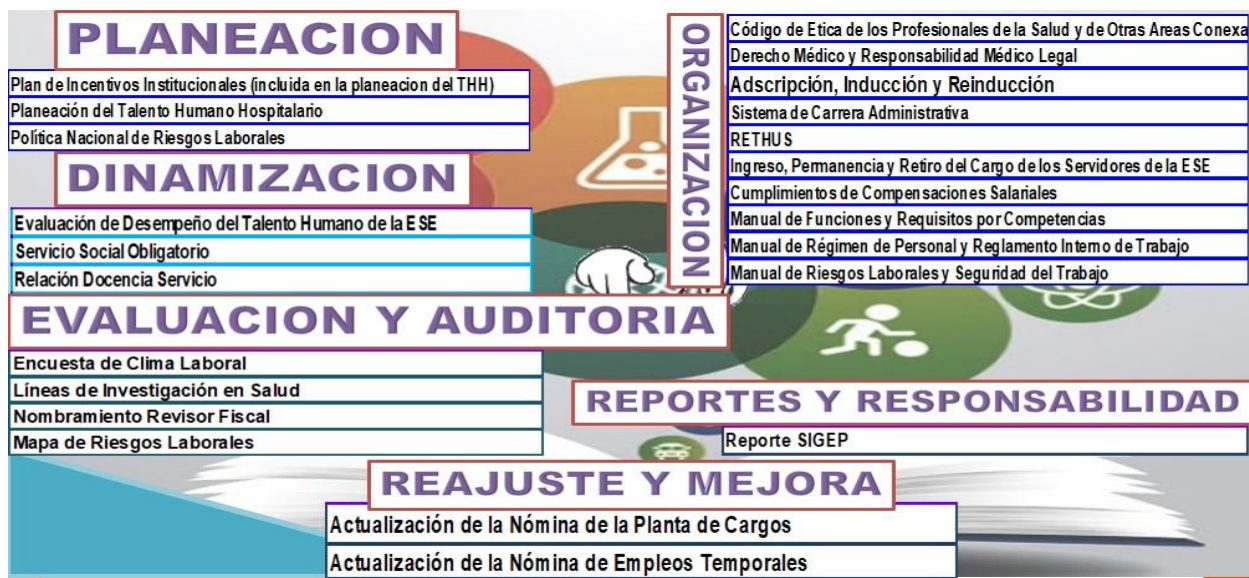 PLANEACION
Plan de Incentivos Institucionales (incluida en la planeacion del THH)
Planeación del Talento Humano Hospitalario
Política Nacional de Riesgos Laborales
DINAMIZACION
Evaluación de Desempeño del Talento Humano de la ESE
Servicio Social Obligatorio
Relación Docencia Servicio
ORGANIZACION
Código de Etica de los Profesionales de la Salud y de Otras Areas Conexa
Derecho Médico y Responsabilidad Médico Legal
Adscripción, Inducción y Reinducción
Sistema de Carrera Administrativa
RETHUS
Ingreso, Permanencia y Retiro del Cargo de los Servidores de la ESE
Cumplimientos de Compensaciones Salariales
Manual de Funciones y Requisitos por Competencias
Manual de Régimen de Personal y Reglamento Interno de Trabajo
Manual de Riesgos Laborales y Seguridad del Trabajo
EVALUACION Y AUDITORIA
Encuesta de Clima Laboral
Líneas de Investigación en Salud
Nombramiento Revisor Fiscal
Mapa de Riesgos Laborales
REPORTES Y RESPONSABILIDAD
Reporte SIGEP
REAJUSTE Y MEJORA
Actualización de la Nómina de la Planta de Cargos
Actualización de la Nómina de Empleos Temporales